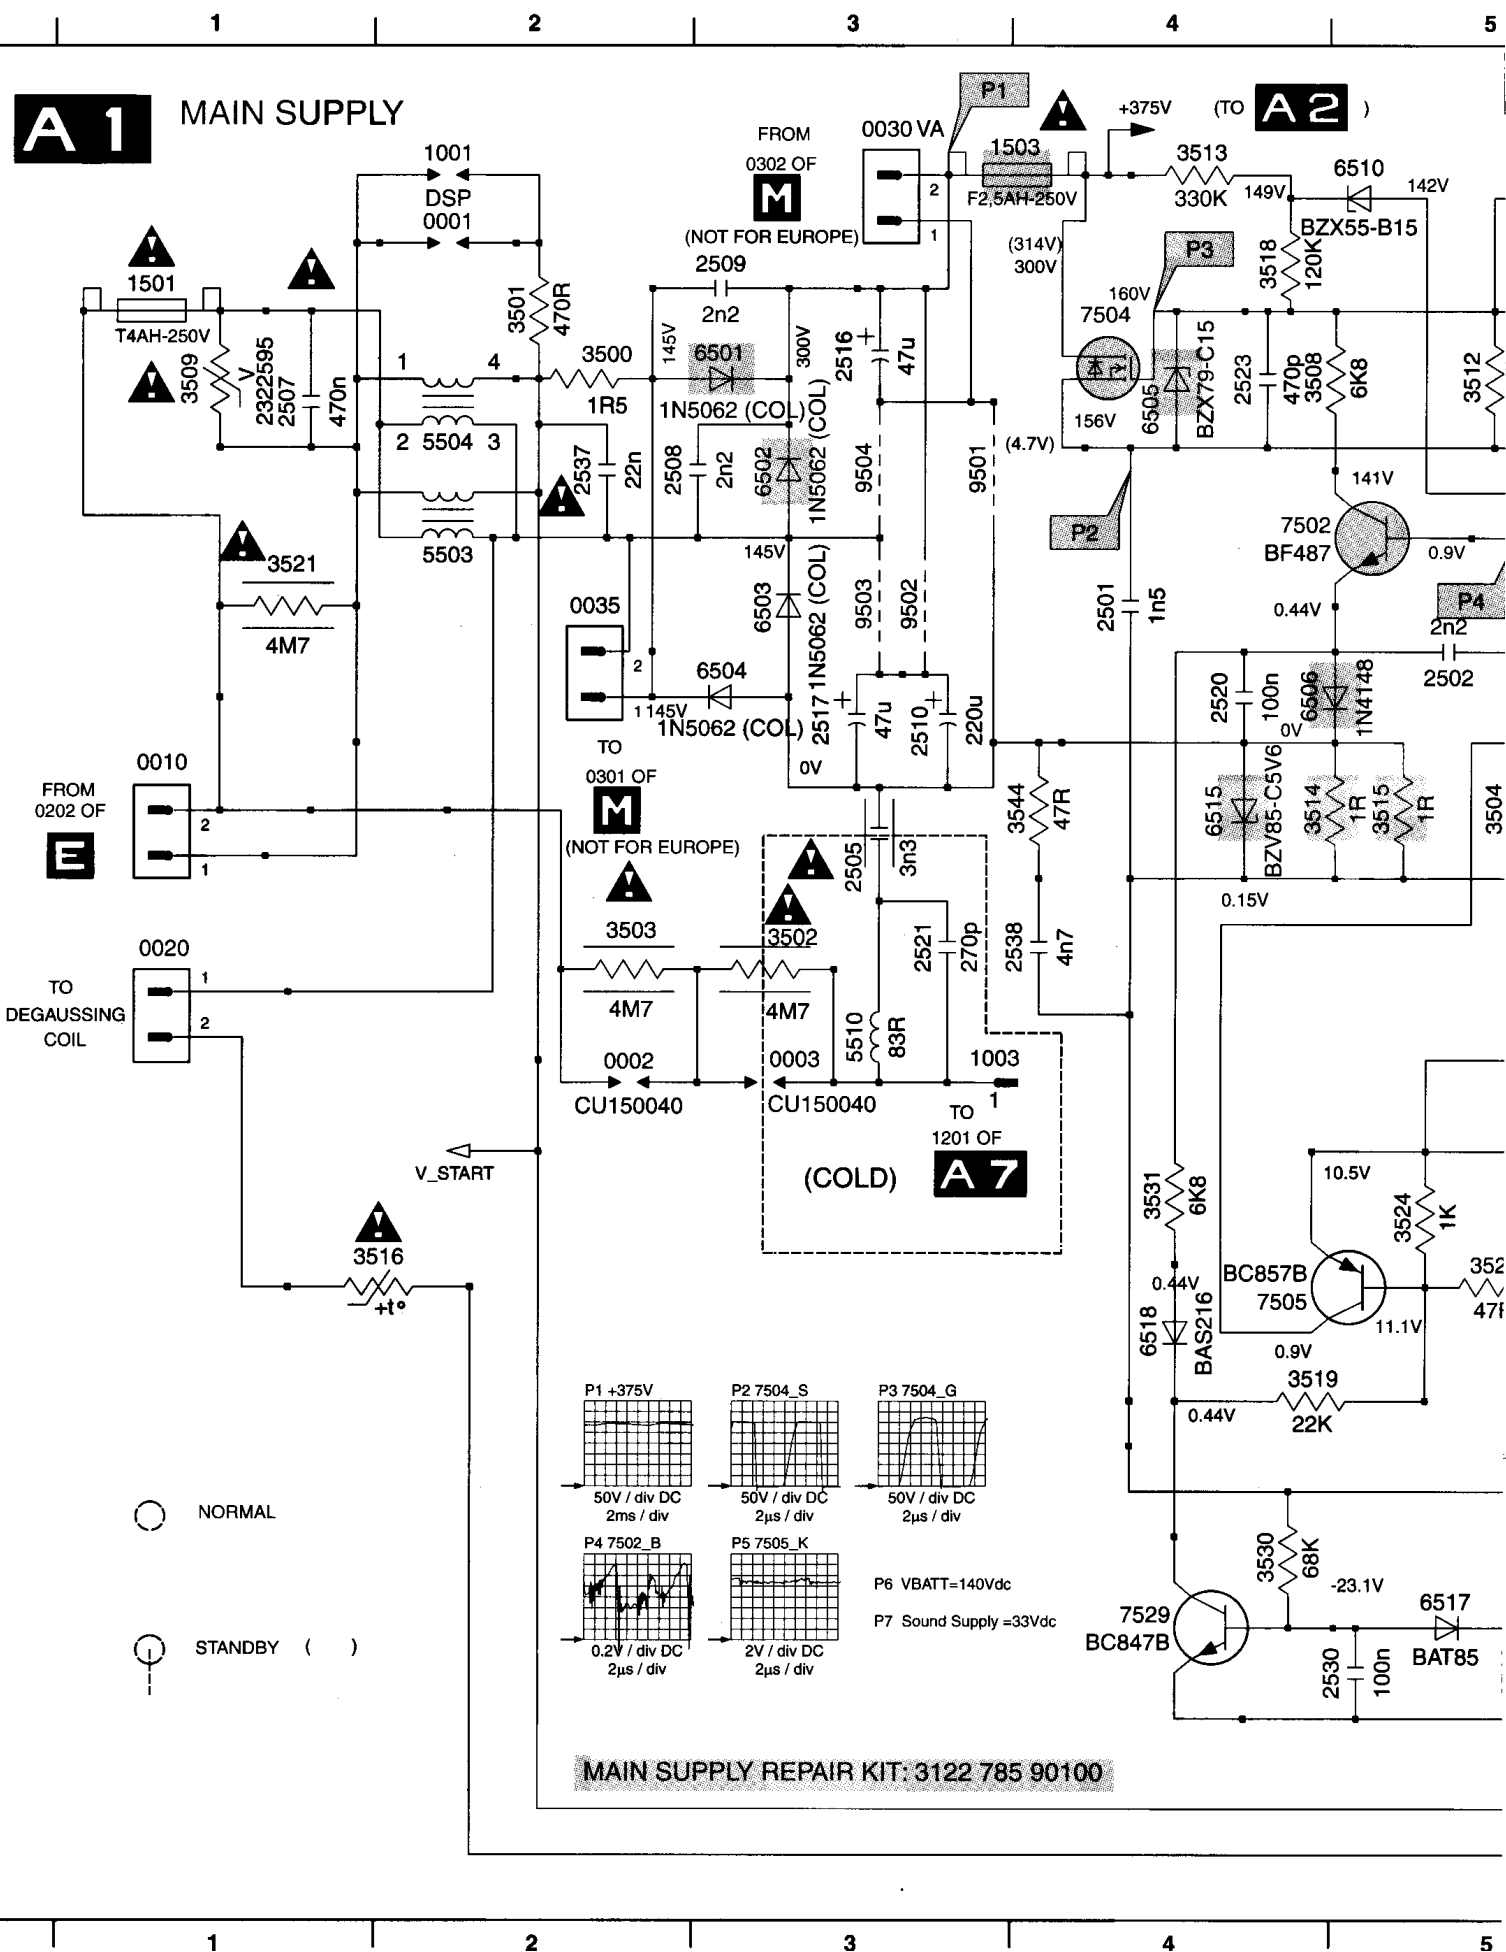 1 2 3 4 5
A 1 MAIN SUPPLY
P1
+375V
(TO A 2 )
FROM
0302 OF
M
(NOT FOR EUROPE)
0030 VA
2
1
1503
F2,5AH-250V
3513
330K
149V
6510
142V
BZX55-B15
1001
DSP
0001
1501
T4AH-250V
3509
V
2322595
2507
470n
3501
470R
2509
2n2
145V
6501
300V
1N5062 (COL)
3500
1R5
2516
+
47u
(314V)
300V
P3
160V
7504
156V
(4.7V)
3518
120K
6505
BZX79-C15
2523
470p
3508
6K8
3512
1 4
2 5504 3
5503
2537
22n
2508
2n2
6502
1N5062 (COL)
9504
9501
P2
141V
7502
BF487
0.9V
0.44V
P4
2n2
2502
3521
4M7
145V
6503
1N5062 (COL)
9503
9502
2501
1n5
0035
2
1
145V
6504
1N5062 (COL)
TO
0301 OF
M
(NOT FOR EUROPE)
2517
+
47u
2510
+
220u
0V
2520
100n
6506
1N4148
0V
FROM
0202 OF
E
0010
2
1
3544
47R
6515
BZV85-C5V6
3514
1R
3515
1R
3504
0.15V
2505
3n3
3503
4M7
3502
4M7
2521
270p
2538
4n7
0020
1
2
TO
DEGAUSSING
COIL
5510
83R
0002
CU150040
0003
CU150040
1003
1
TO
1201 OF
A 7
(COLD)
V_START
3516
+t°
3531
6K8
0.44V
6518
BAS216
0.44V
10.5V
3524
1K
BC857B
7505
11.1V
0.9V
3519
22K
352
47
P1 +375V
50V / div DC
2ms / div
P2 7504_S
50V / div DC
2µs / div
P3 7504_G
50V / div DC
2µs / div
P4 7502_B
0.2V / div DC
2µs / div
P5 7505_K
2V / div DC
2µs / div
P6 VBATT=140Vdc
P7 Sound Supply =33Vdc
NORMAL
STANDBY ( )
3530
68K
-23.1V
7529
BC847B
2530
100n
6517
BAT85
MAIN SUPPLY REPAIR KIT: 3122 785 90100
1 2 3 4 5